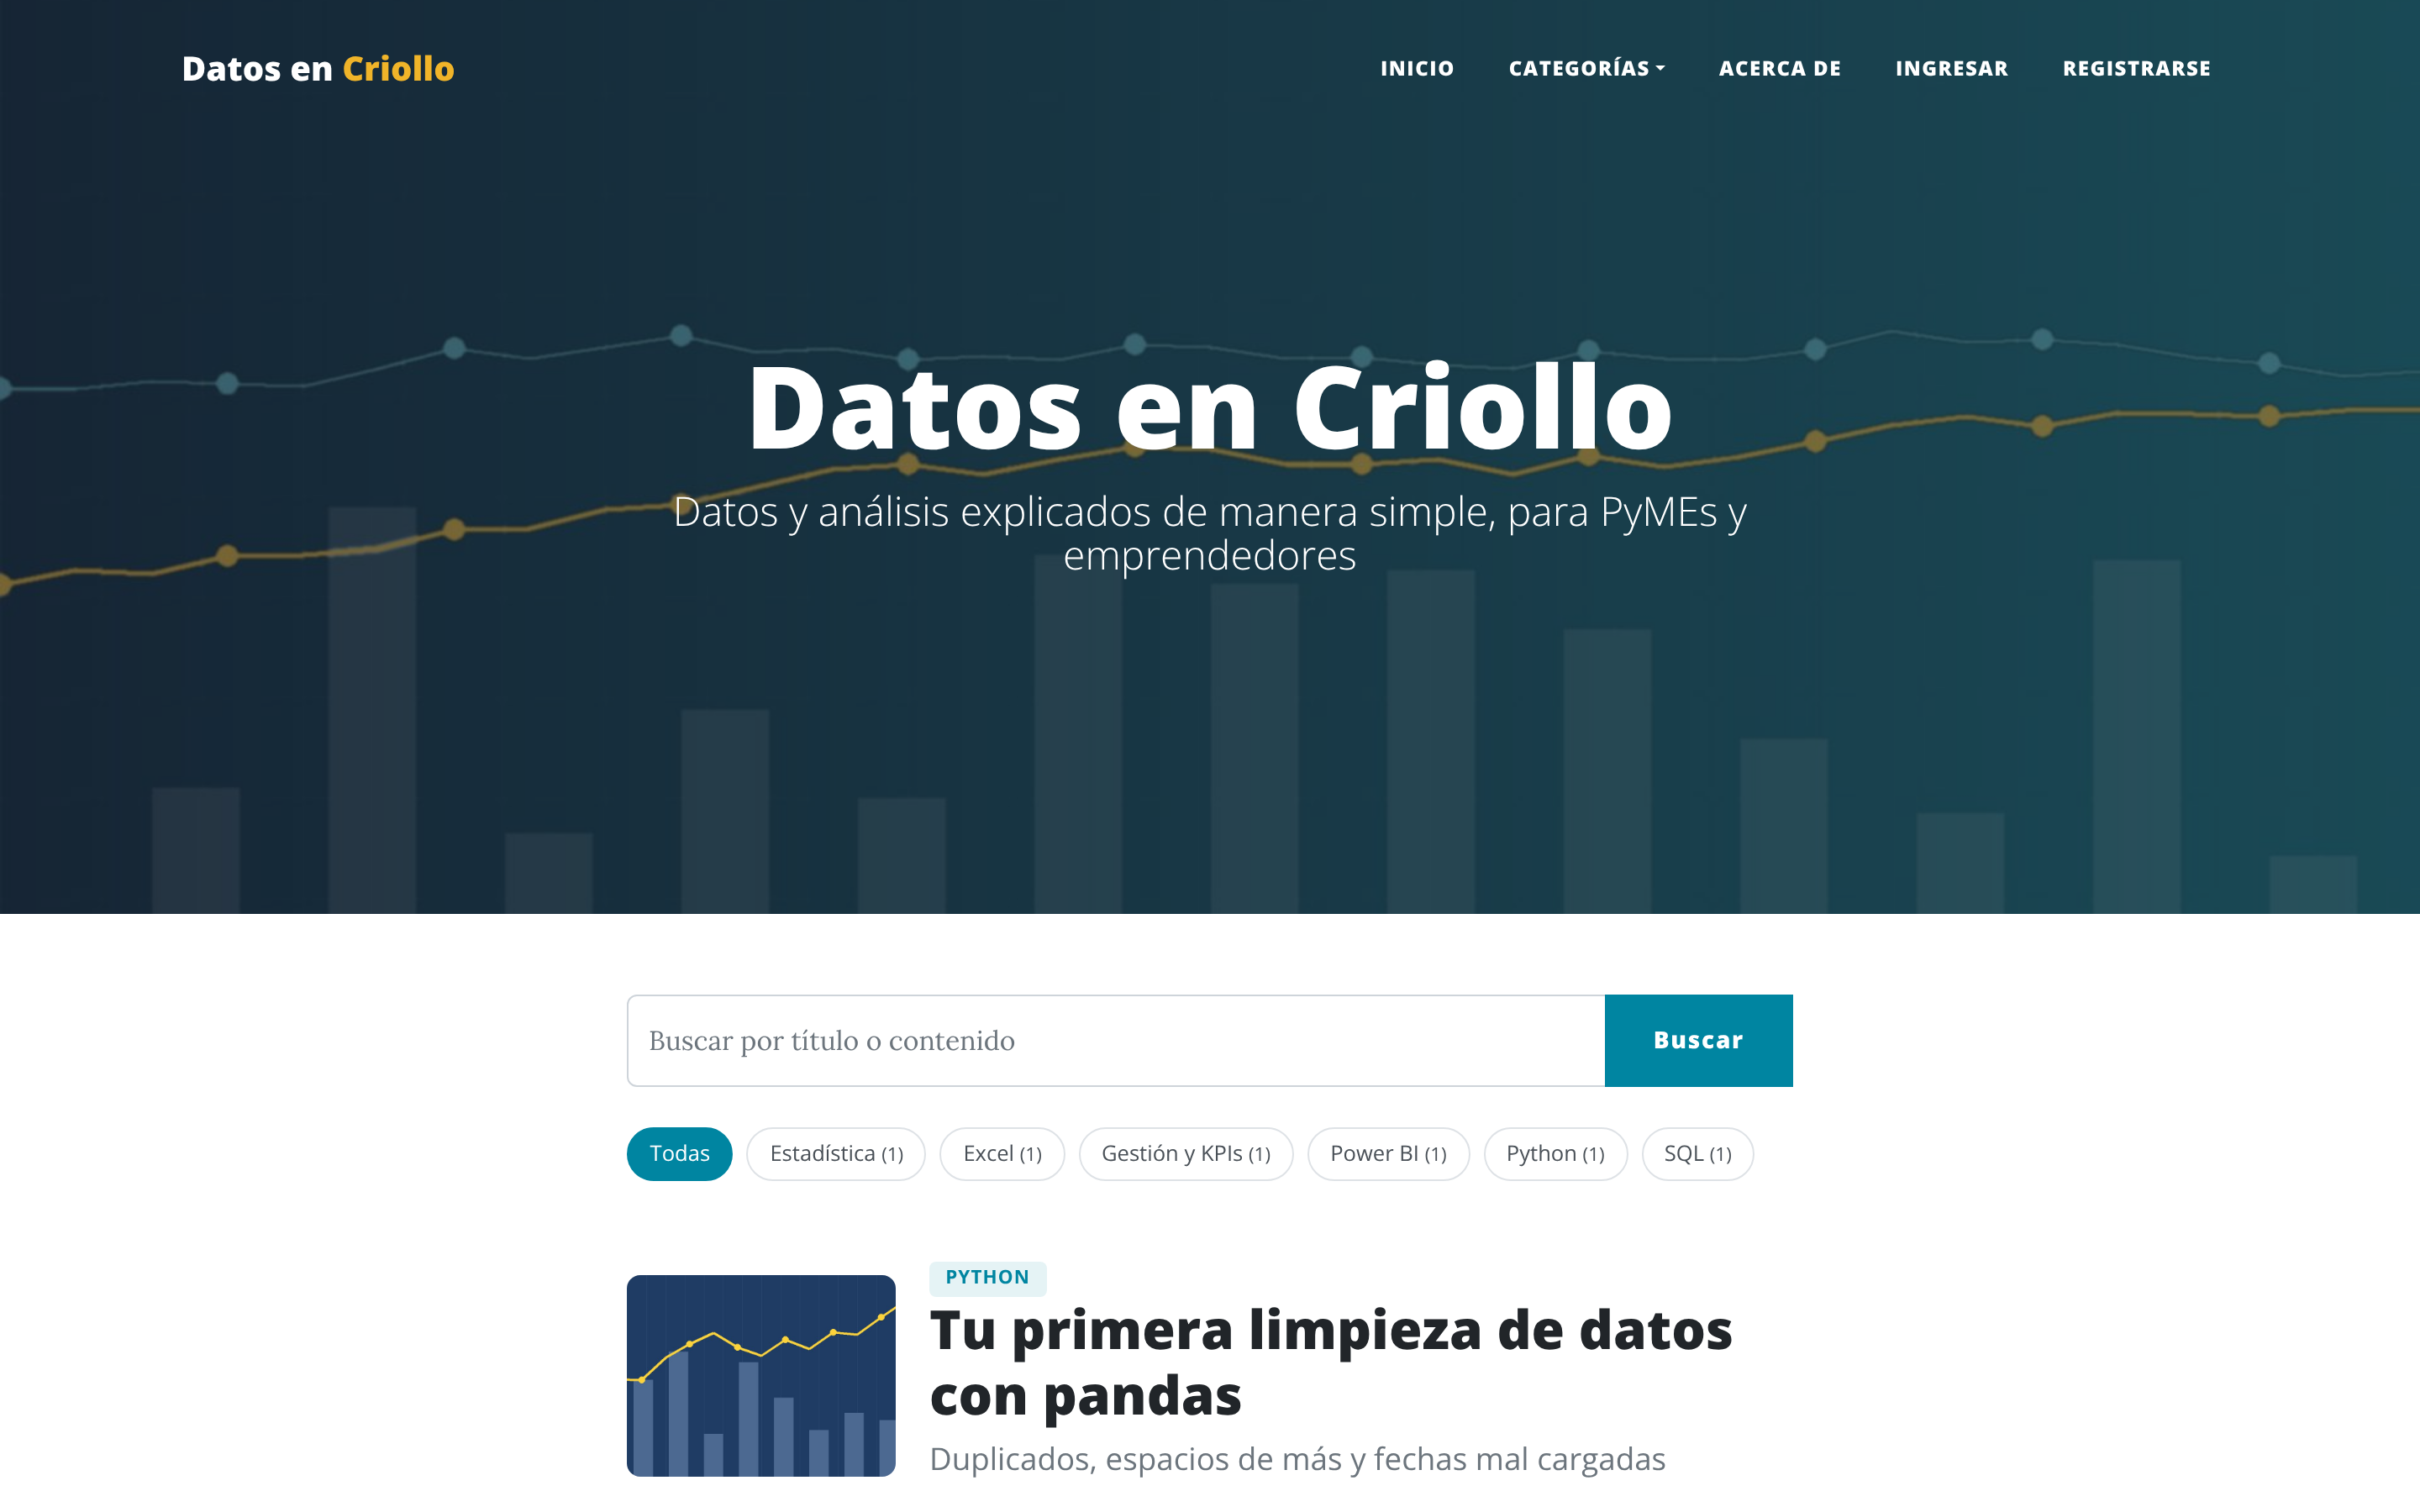 Datos en Criollo
INICIO CATEGORÍAS ACERCA DE INGRESAR REGISTRARSE
Datos en Criollo
Datos y análisis explicados de manera simple, para PyMEs y
emprendedores
Buscar por título o contenido
Buscar
Todas Estadística (1) Excel (1) Gestión y KPIs (1) Power BI (1) Python (1) SQL (1)
PYTHON
Tu primera limpieza de datos
con pandas
Duplicados, espacios de más y fechas mal cargadas